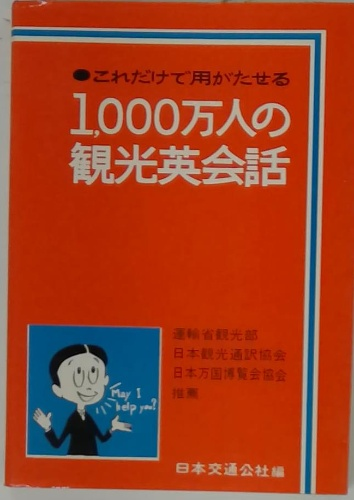 ●これだけで用がたせる
1,000万人の
観光英会話
May I
help you?
運輸省観光部
日本観光通訳協会
日本万国博覧会協会
推薦
日本交通公社編